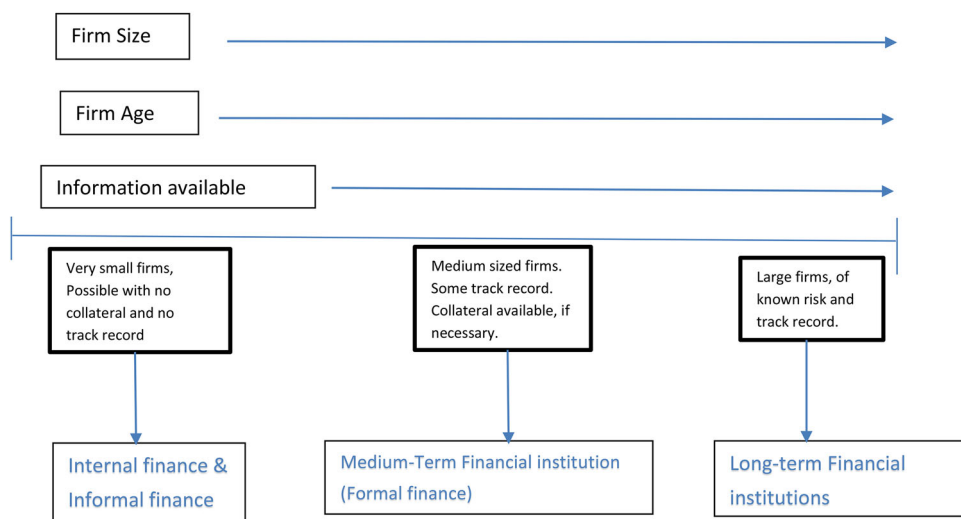 Firm Size
Firm Age
Information available
Very small firms,
Possible with no
collateral and no
track record
Medium sized firms.
Some track record.
Collateral available, if
necessary.
Large firms, of
known risk and
track record.
Internal finance &
Informal finance
Medium-Term Financial institution
(Formal finance)
Long-term Financial
institutions